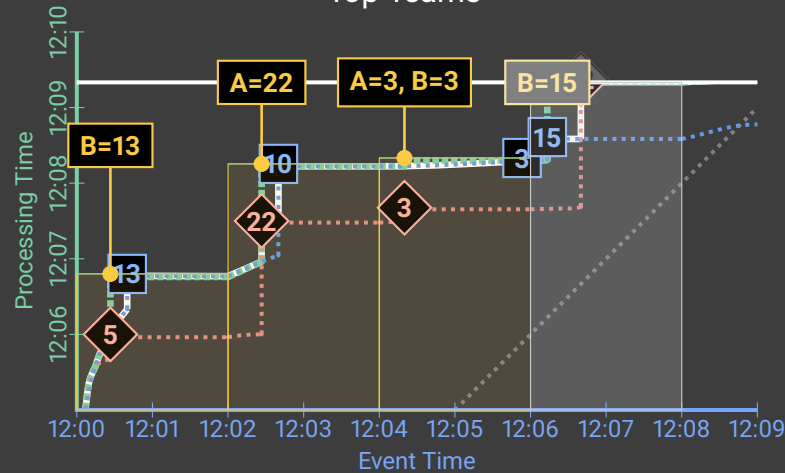 Top Teams
12:10
12:09
12:08
12:07
12:06
Processing Time
B=13
A=22
A=3, B=3
B=15
13
5
10
22
3
3
15
12:00 12:01 12:02 12:03 12:04 12:05 12:06 12:07 12:08 12:09
Event Time